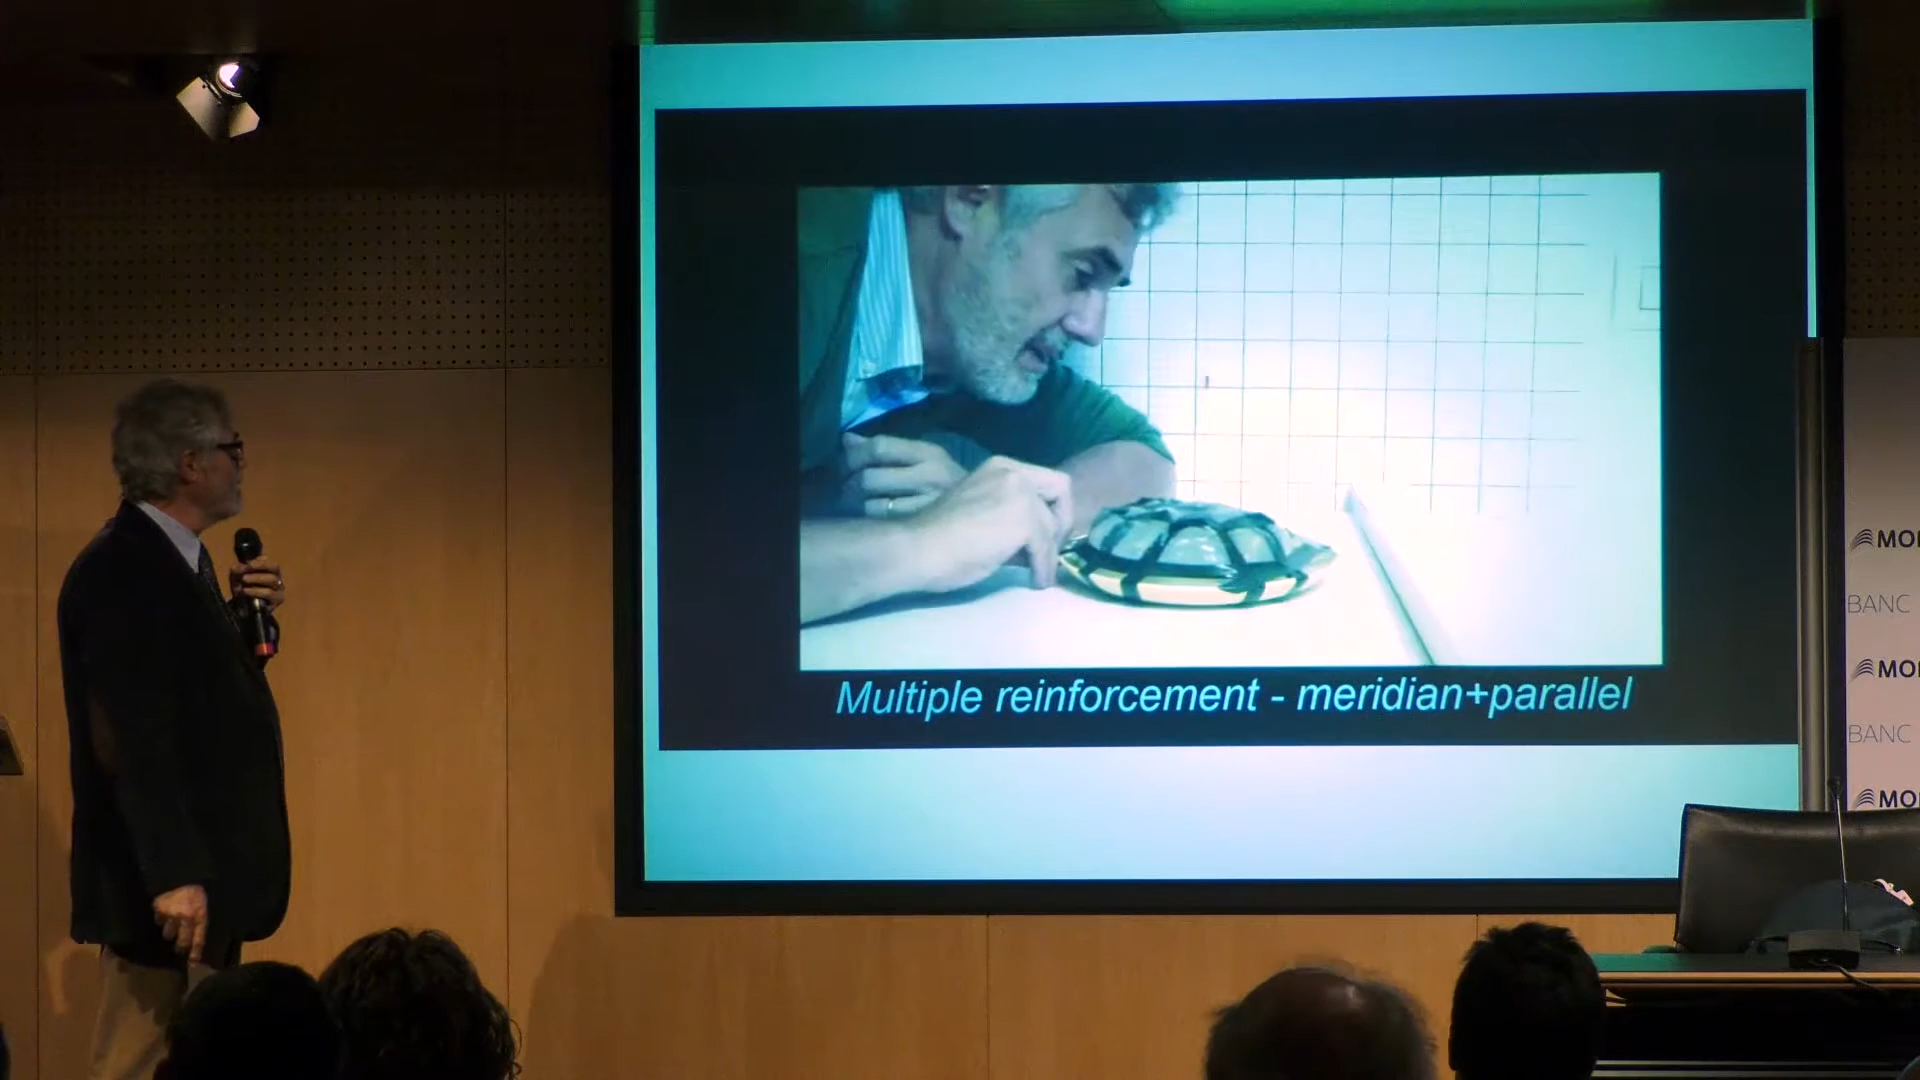 Multiple reinforcement - meridian+parallel
MO
BANC
MO
BANC
MO